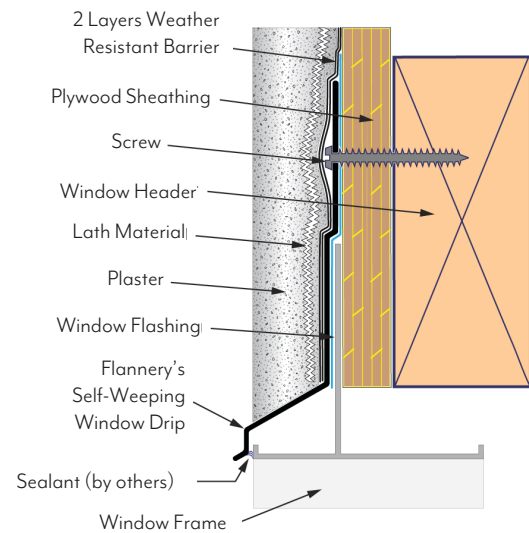 2 Layers Weather
Resistant Barrier
Plywood Sheathing
Screw
Window Header
Lath Material
Plaster
Window Flashing
Flannery's
Self-Weeping
Window Drip
Sealant (by others)
Window Frame